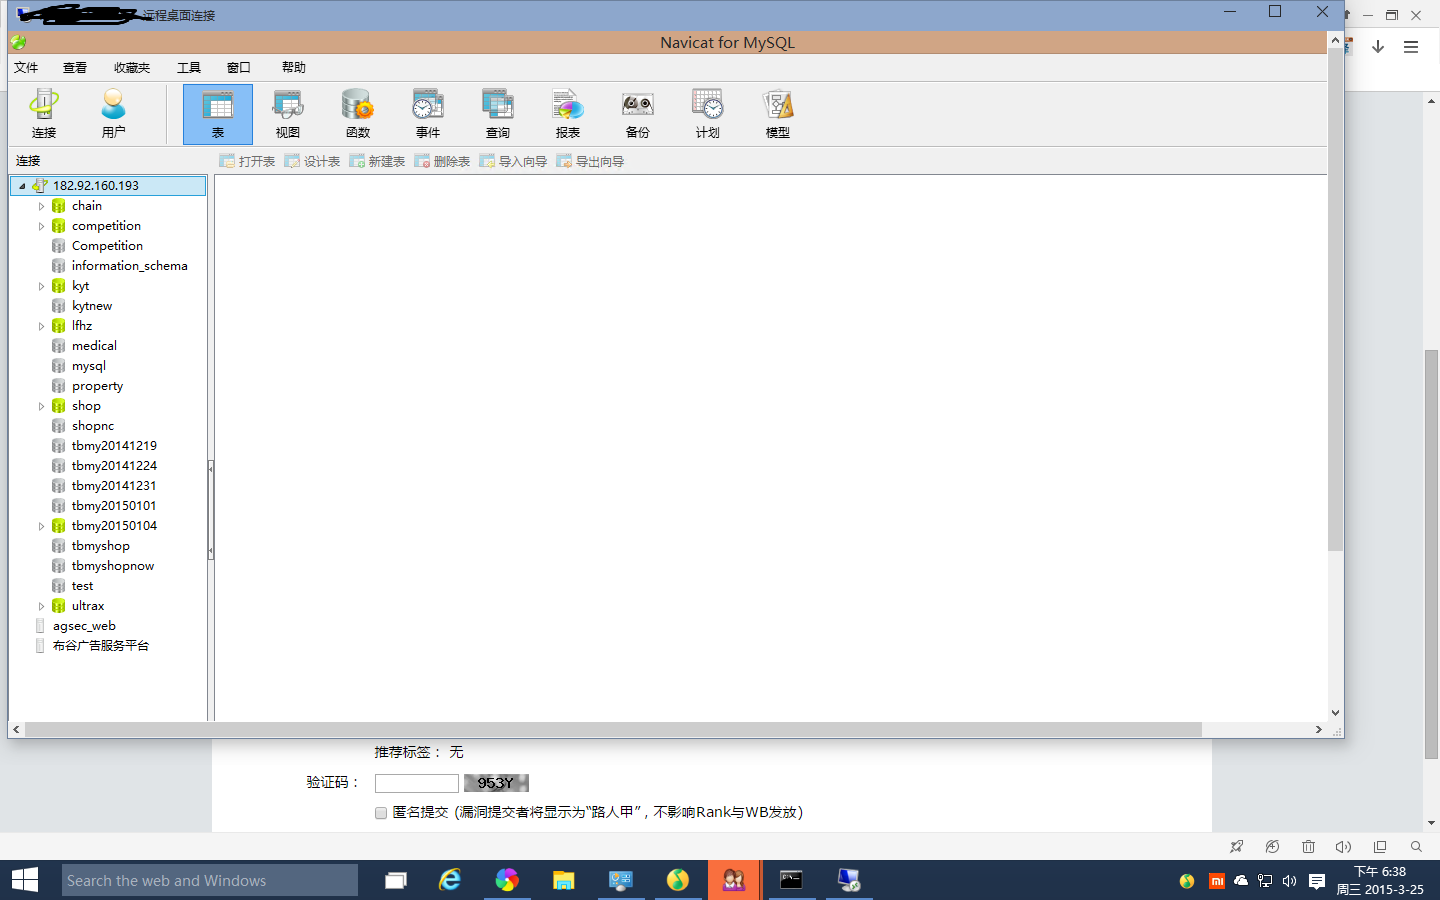 远程桌面连接
Navicat for MySQL
文件 查看 收藏夹 工具 窗口 帮助
连接 用户 表 视图 函数 事件 查询 报表 备份 计划 模型
连接 打开表 设计表 新建表 删除表 导入向导 导出向导
182.92.160.193
chain
competition
Competition
information_schema
kyt
kytnew
lfhz
medical
mysql
property
shop
shopnc
tbmy20141219
tbmy20141224
tbmy20141231
tbmy20150101
tbmy20150104
tbmyshop
tbmyshopnow
test
ultrax
agsec_web
布谷广告服务平台
推荐标签： 无
验证码： 953Y
匿名提交 (漏洞提交者将显示为“路人甲”，不影响Rank与WB发放)
Search the web and Windows
下午 6:38
周三 2015-3-25